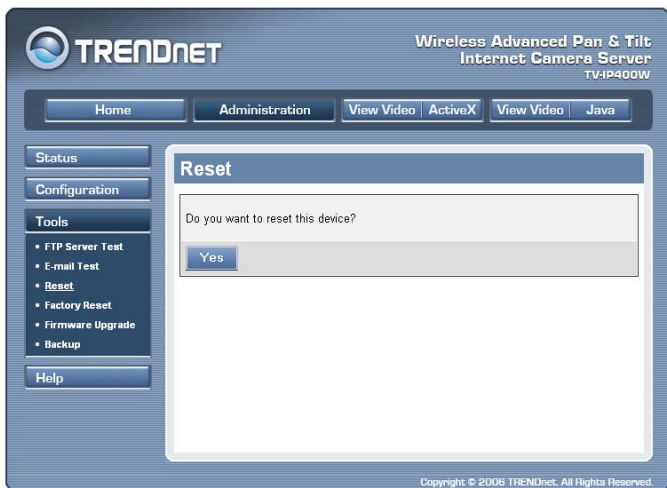 TRENDNET
Wireless Advanced Pan & Tilt
Internet Camera Server
TV-IP400W
Home
Administration
View Video ActiveX
View Video Java
Status
Configuration
Tools
• FTP Server Test
• E-mail Test
• Reset
• Factory Reset
• Firmware Upgrade
• Backup
Help
Reset
Do you want to reset this device?
Yes
Copyright © 2006 TRENDnet. All Rights Reserved.